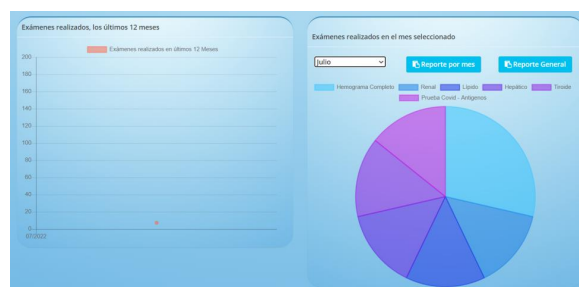 Exámenes realizados, los últimos 12 meses
Exámenes realizados en últimos 12 Meses
200
180
160
140
120
100
80
60
40
20
0
07/2022
Exámenes realizados en el mes seleccionado
Julio
Reporte por mes
Reporte General
Hemograma Completo
Renal
Lípido
Hepático
Tiroide
Prueba Covid - Antígenos